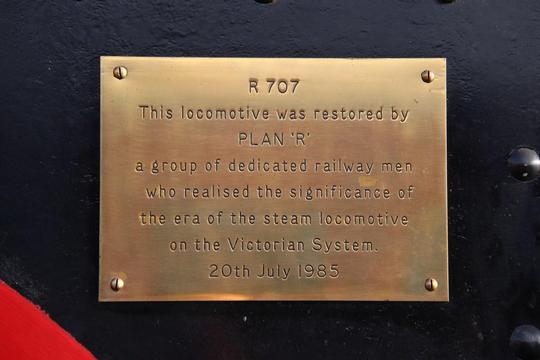 R 707
This locomotive was restored by
PLAN 'R'
a group of dedicated railway men
who realised the significance of
the era of the steam locomotive
on the Victorian System.
20th July 1985